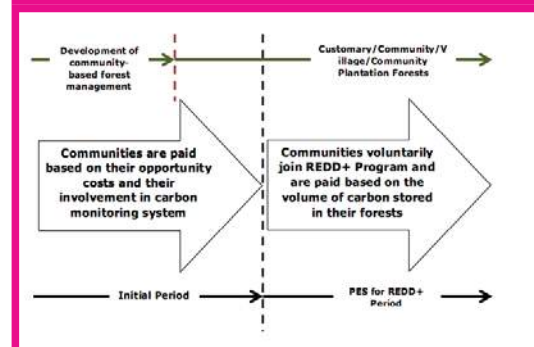 Development of
community-
based forest
management
Customary/Community/V
illage/Community
Plantation Forests
Communities are paid
based on their opportunity
costs and their
involvement in carbon
monitoring system
Communities voluntarily
join REDD+ Program and
are paid based on the
volume of carbon stored
in their forests
Initial Period
PES for REDD+
Period